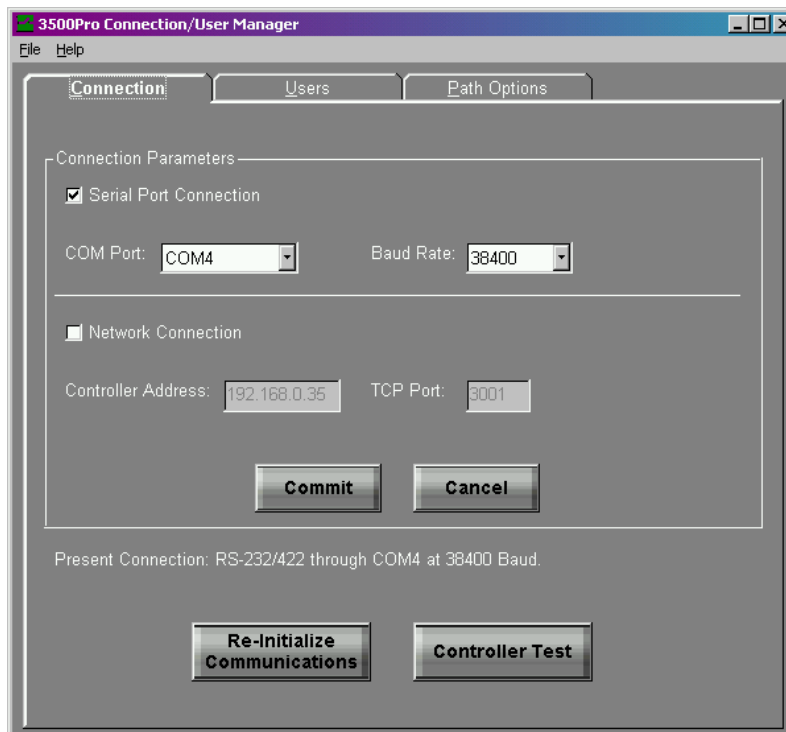 3500Pro Connection/User Manager
File Help
Connection Users Path Options
Connection Parameters
Serial Port Connection
COM Port: COM4 Baud Rate: 38400
Network Connection
Controller Address: 192.168.0.35 TCP Port: 3001
Commit Cancel
Present Connection: RS-232/422 through COM4 at 38400 Baud.
Re-Initialize
Communications
Controller Test